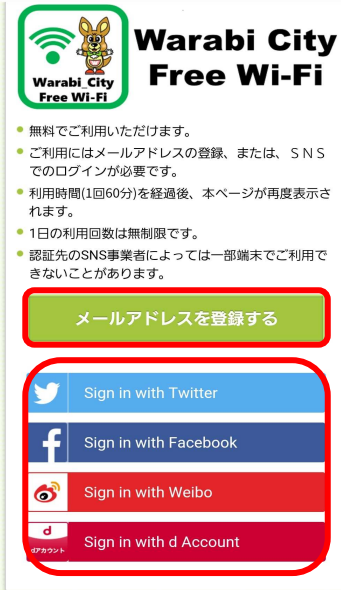 Warabi City
Free Wi-Fi
Warabi City
Free Wi-Fi
無料でご利用いただけます。
ご利用にはメールアドレスの登録、または、ＳＮＳ
でのログインが必要です。
利用時間(1回60分)を経過後、本ページが再度表示さ
れます。
1日の利用回数は無制限です。
認証先のSNS事業者によっては一部端末でご利用で
きないことがあります。
メールアドレスを登録する
Sign in with Twitter
f
Sign in with Facebook
Sign in with Weibo
d
dアカウント
Sign in with d Account